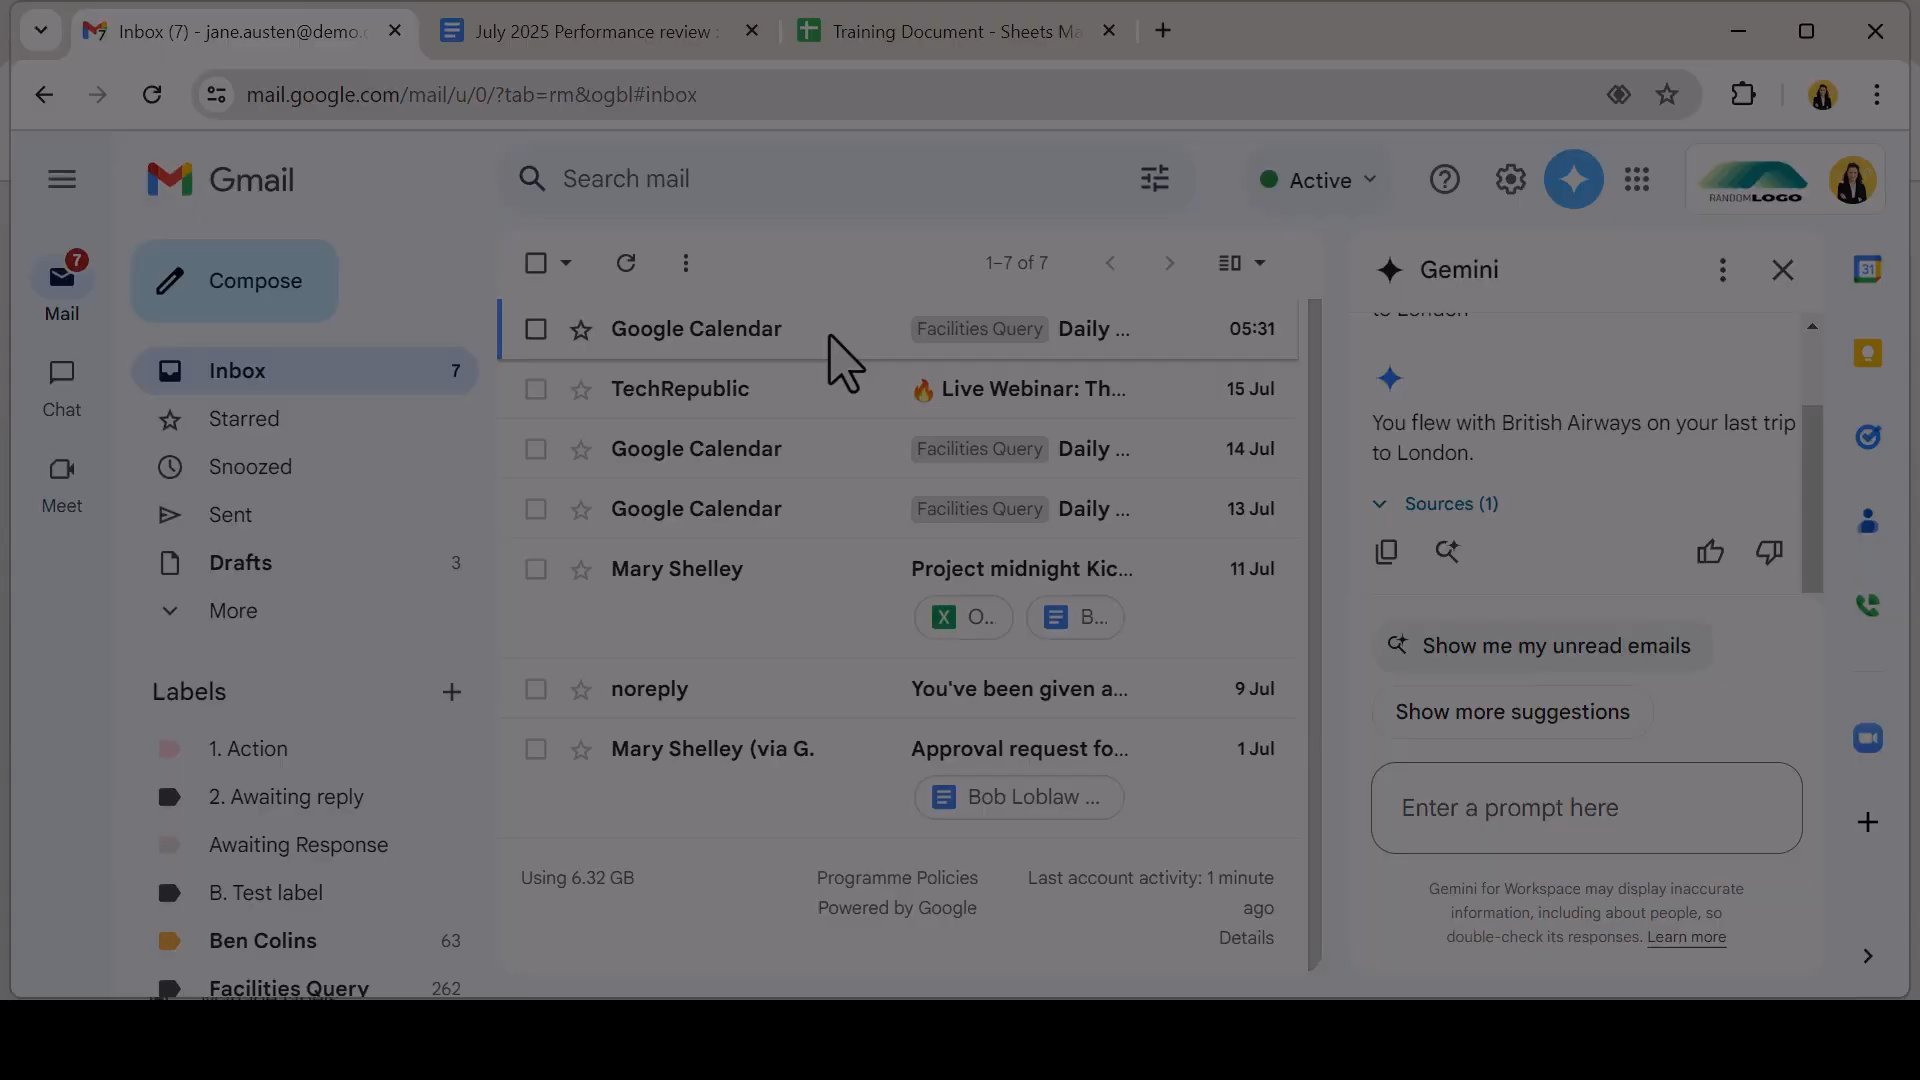 Inbox (7) - jane.austen@demo.c
July 2025 Performance review
Training Document - Sheets Ma
mail.google.com/mail/u/0/?tab=rm&ogbl#inbox
Gmail
Search mail
Active
RANDOMLOGO
7
Mail
Chat
Meet
Compose
Inbox 7
Starred
Snoozed
Sent
Drafts 3
More
Labels
1. Action
2. Awaiting reply
Awaiting Response
B. Test label
Ben Colins 63
Facilities Query 262
1–7 of 7
Google Calendar Facilities Query Daily ... 05:31
TechRepublic 🔥 Live Webinar: Th... 15 Jul
Google Calendar Facilities Query Daily ... 14 Jul
Google Calendar Facilities Query Daily ... 13 Jul
Mary Shelley Project midnight Kic... 11 Jul
X O... B...
noreply You've been given a... 9 Jul
Mary Shelley (via G. Approval request fo... 1 Jul
Bob Loblaw ...
Using 6.32 GB
Programme Policies
Powered by Google
Last account activity: 1 minute
ago
Details
Gemini
to London
You flew with British Airways on your last trip
to London.
Sources (1)
Show me my unread emails
Show more suggestions
Enter a prompt here
Gemini for Workspace may display inaccurate
information, including about people, so
double-check its responses. Learn more
31